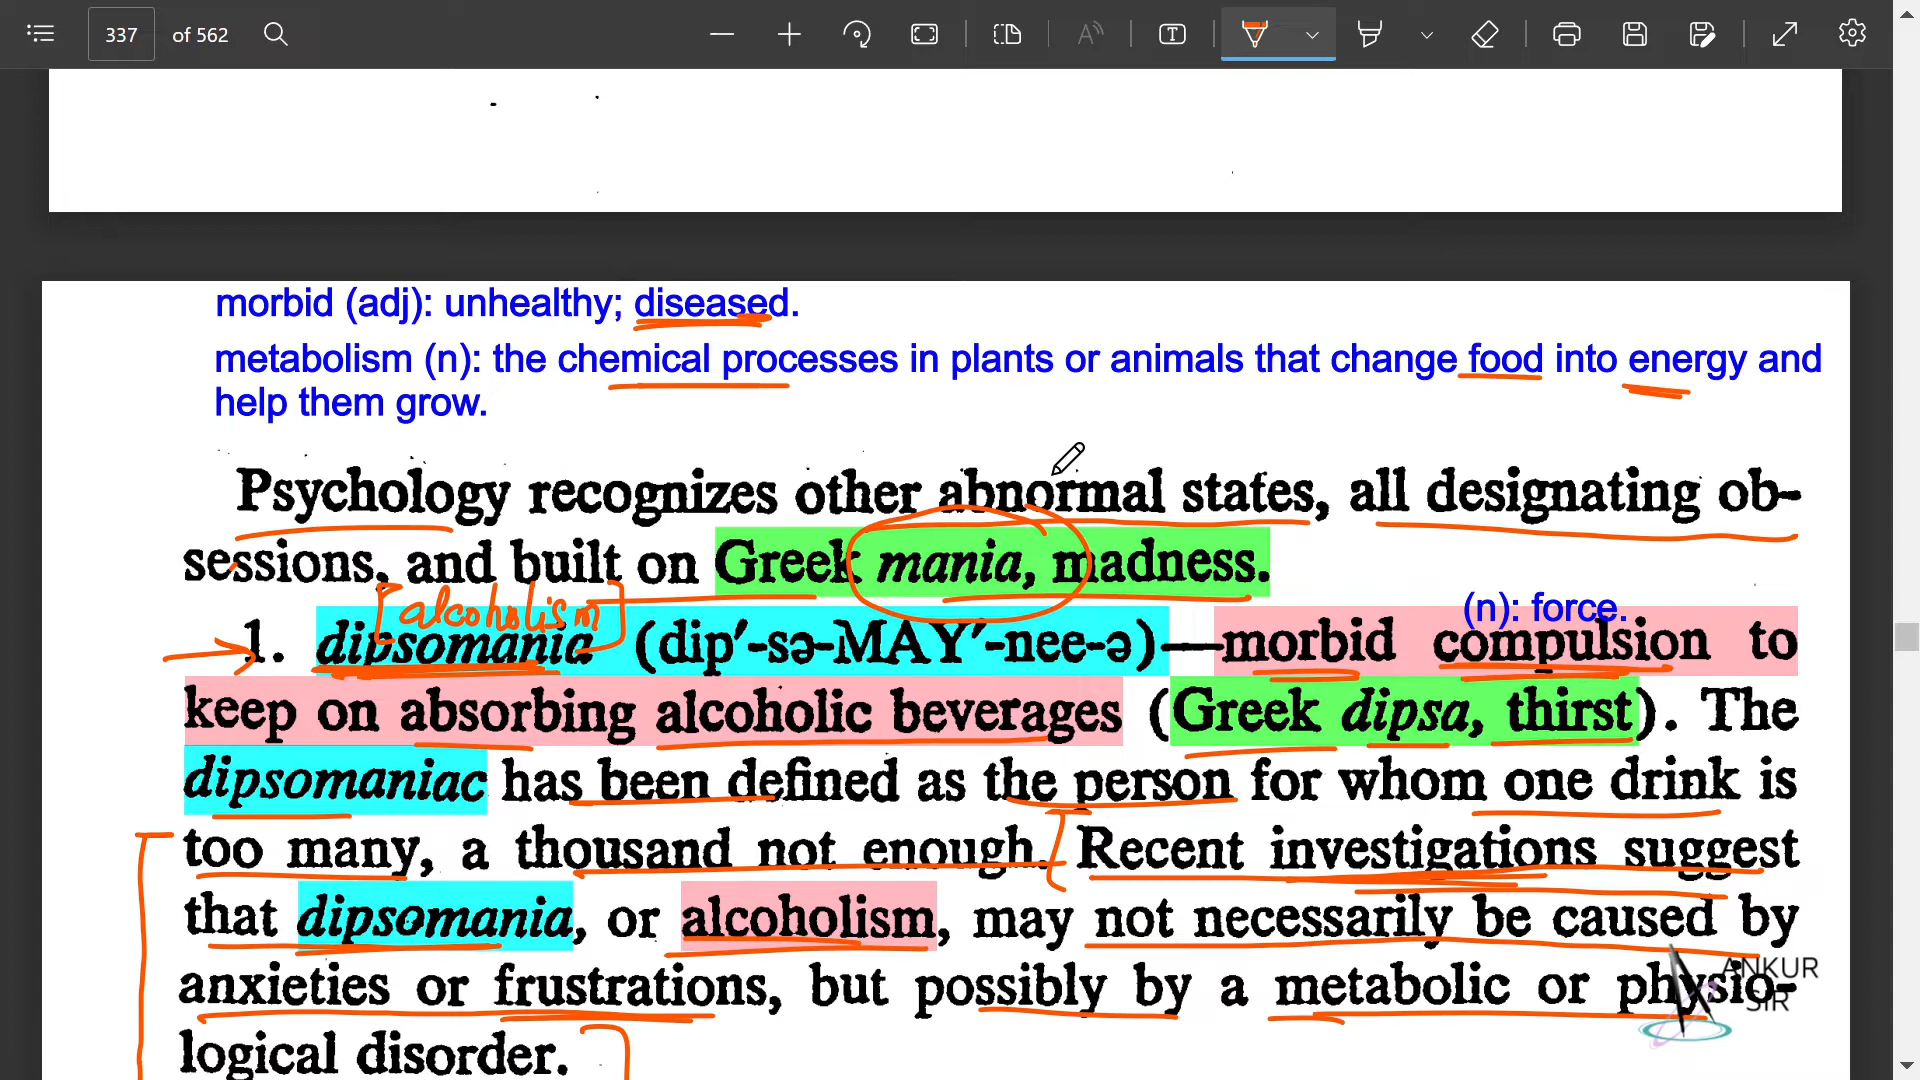 337 of 562
morbid (adj): unhealthy; diseased.
metabolism (n): the chemical processes in plants or animals that change food into energy and
help them grow.
Psychology recognizes other abnormal states, all designating ob-
sessions, and built on Greek mania, madness.
[alcoholism]
(n): force.
1. dipsomania (dip′-sə-MAY′-nee-ə)—morbid compulsion to
keep on absorbing alcoholic beverages (Greek dipsa, thirst). The
dipsomaniac has been defined as the person for whom one drink is
too many, a thousand not enough. Recent investigations suggest
that dipsomania, or alcoholism, may not necessarily be caused by
anxieties or frustrations, but possibly by a metabolic or physio-
logical disorder.
ANKUR
SIR